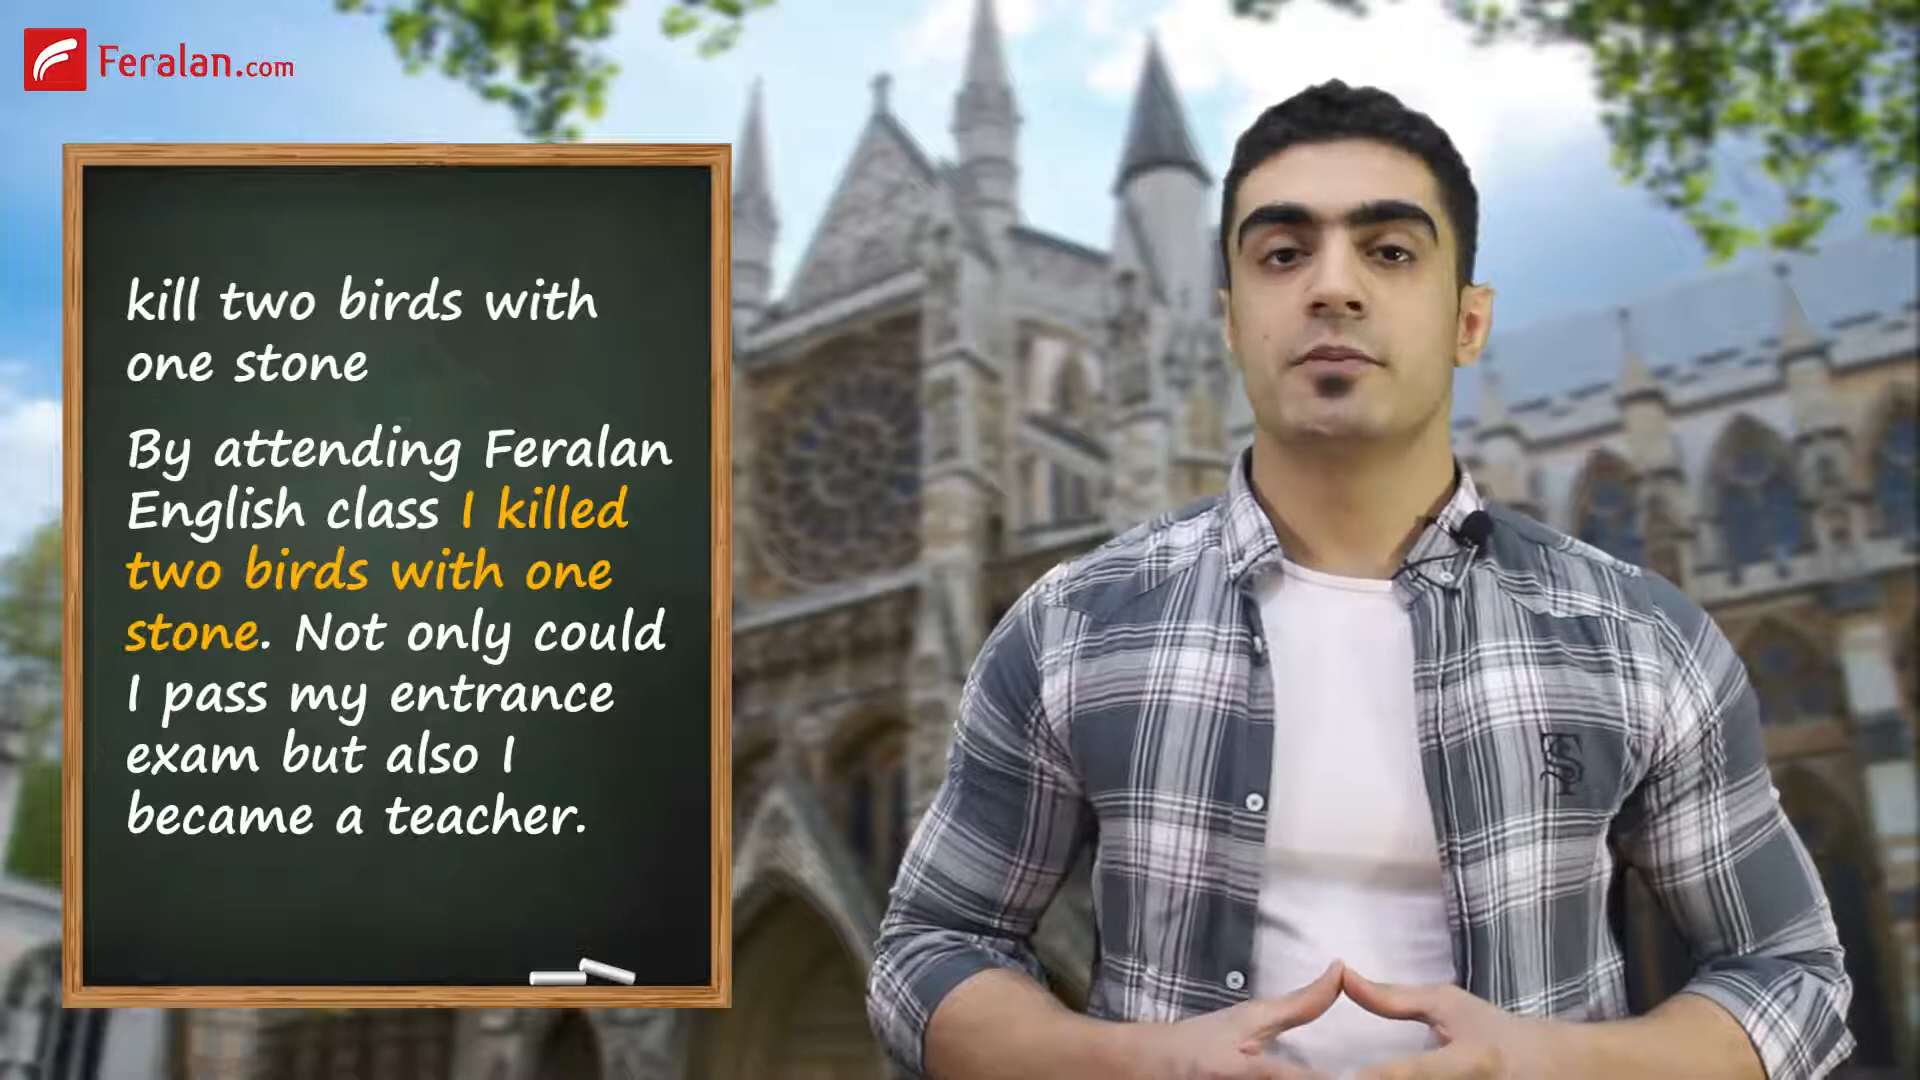 Feralan.com
kill two birds with
one stone
By attending Feralan
English class I killed
two birds with one
stone. Not only could
I pass my entrance
exam but also I
became a teacher.